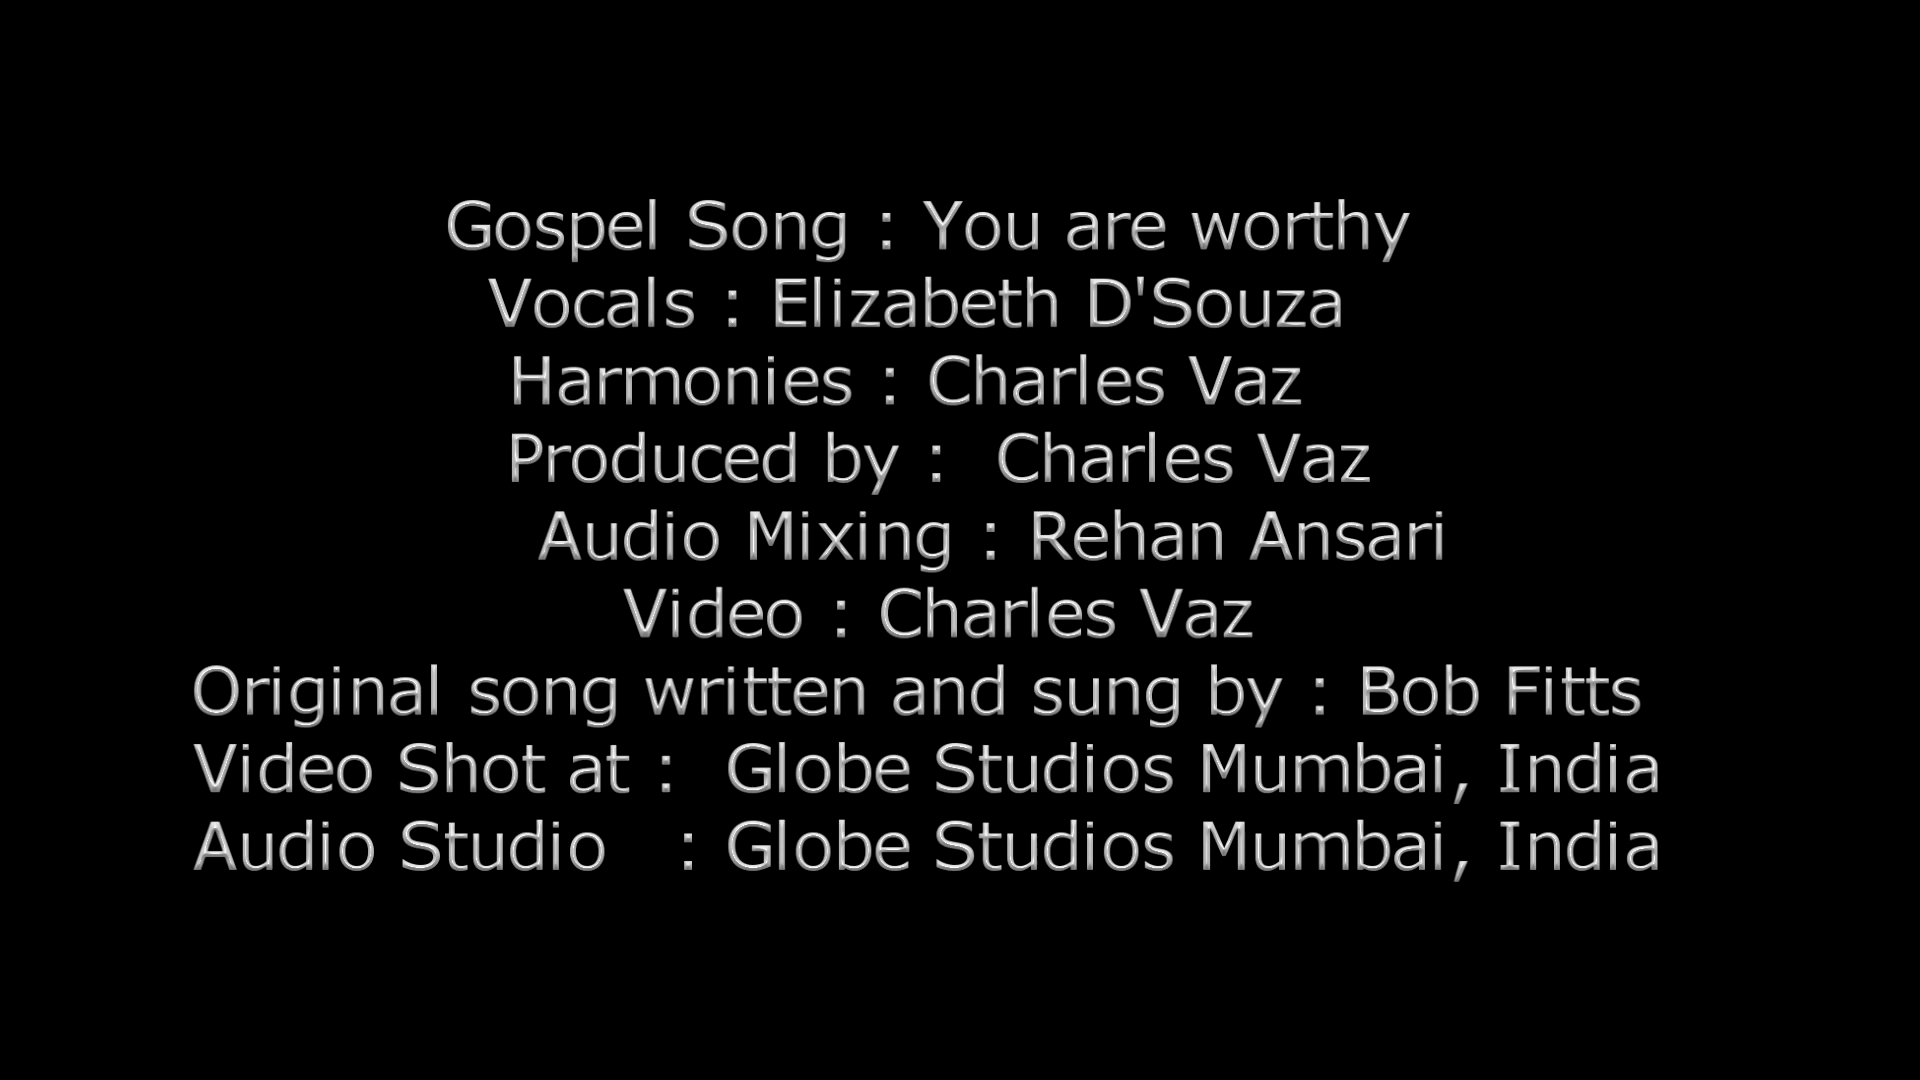 Gospel Song : You are worthy
Vocals : Elizabeth D'Souza
Harmonies : Charles Vaz
Produced by :  Charles Vaz
Audio Mixing : Rehan Ansari
Video : Charles Vaz
Original song written and sung by : Bob Fitts
Video Shot at :  Globe Studios Mumbai, India
Audio Studio   : Globe Studios Mumbai, India